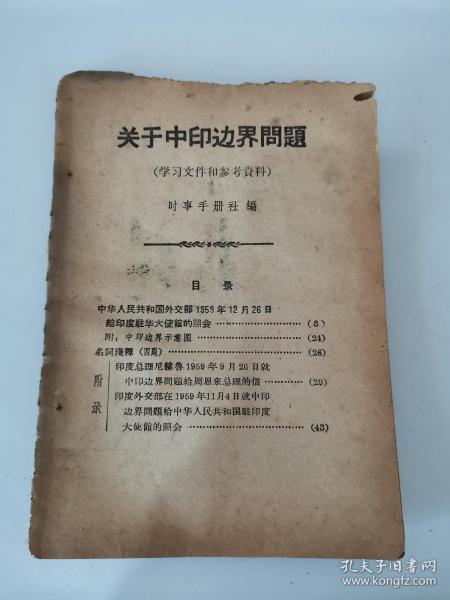 关于中印边界問題
(学习文件和参考資料)
时事手册社編
目录
中华人民共和国外交部1959年12月26日
給印度駐华大使館的照会 ……………… (3)
附:中印边界示意图 ……………… (24)
名詞淺釋(四則) ……………… (26)
附录
印度总理尼赫魯1959年9月26日就
中印边界問題給周恩来总理的信 …… (29)
印度外交部在1959年11月4日就中印
边界問題給中华人民共和国駐印度
大使館的照会 ……………… (43)
孔夫子旧书网
www.kongfz.com